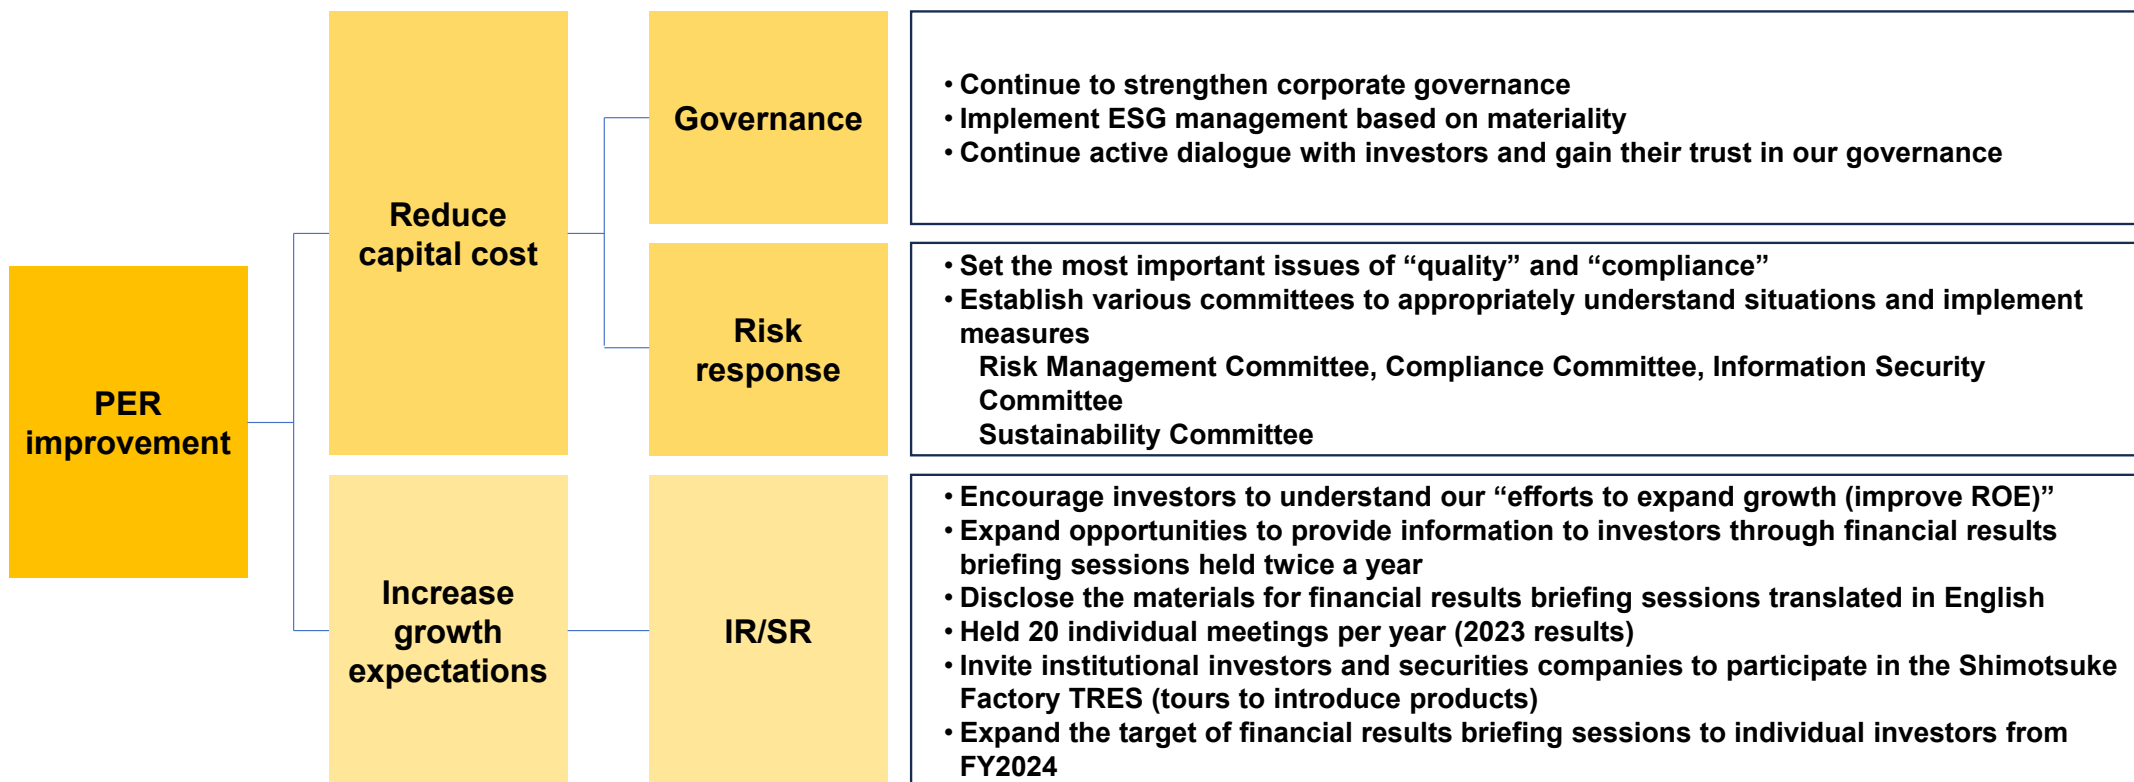 PER
improvement
Reduce
capital cost
Governance
• Continue to strengthen corporate governance
• Implement ESG management based on materiality
• Continue active dialogue with investors and gain their trust in our governance
Risk
response
• Set the most important issues of “quality” and “compliance”
• Establish various committees to appropriately understand situations and implement
measures
Risk Management Committee, Compliance Committee, Information Security
Committee
Sustainability Committee
Increase
growth
expectations
IR/SR
• Encourage investors to understand our “efforts to expand growth (improve ROE)”
• Expand opportunities to provide information to investors through financial results
briefing sessions held twice a year
• Disclose the materials for financial results briefing sessions translated in English
• Held 20 individual meetings per year (2023 results)
• Invite institutional investors and securities companies to participate in the Shimotsuke
Factory TRES (tours to introduce products)
• Expand the target of financial results briefing sessions to individual investors from
FY2024